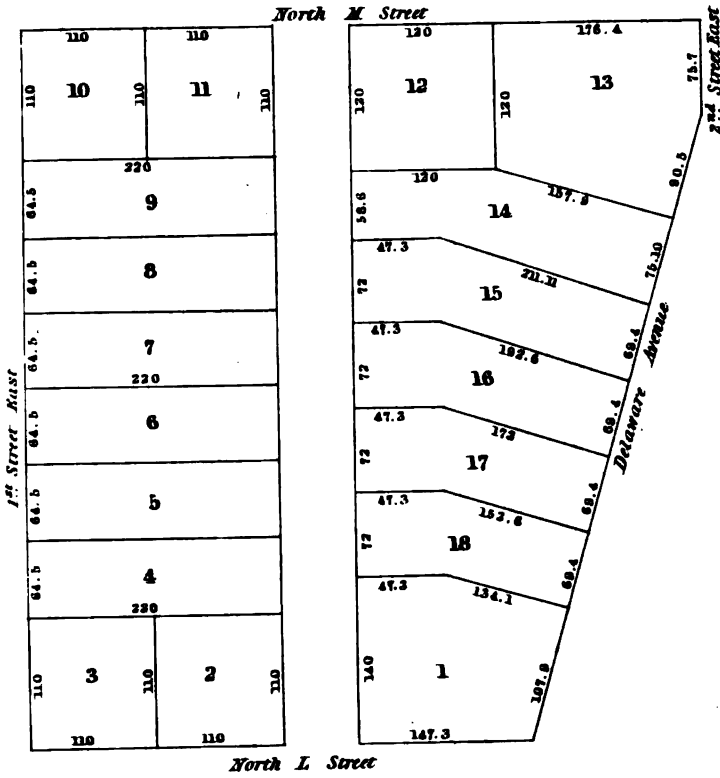 North M Street
110 110 120 176.4
110 10 110 11 110 120 12 120 13 75.7
2nd Street East
220 120 157.9 90.5
64.5 9 58.6 14
47.3 211.11 75.10
64.5 8 72 15
47.3 192.6 69.4
64.5 7 72 16
220
47.3 173 69.4
64.5 6 72 17
47.3 152.6 69.4
64.5 5 72 18
47.3 134.1 69.4
64.5 4
220
110 3 110 2 110 140 1 107.9
110 110 147.3
1st Street East
Delaware Avenue
North L Street